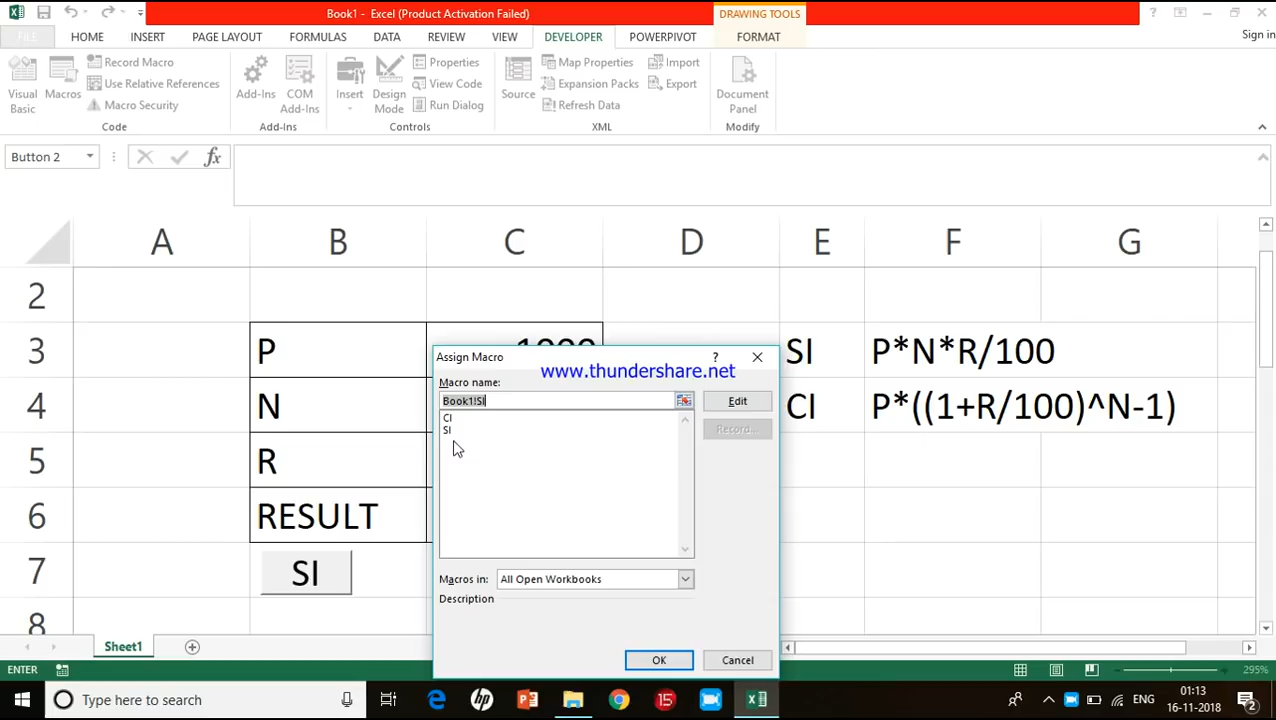 Book1 - Excel (Product Activation Failed)
DRAWING TOOLS
?
FILE
HOME
INSERT
PAGE LAYOUT
FORMULAS
DATA
REVIEW
VIEW
DEVELOPER
POWERPIVOT
FORMAT
Sign in
Visual Basic
Macros
Record Macro
Use Relative References
Macro Security
Code
Add-Ins
COM Add-Ins
Add-Ins
Insert
Design Mode
Properties
View Code
Run Dialog
Controls
Source
Map Properties
Expansion Packs
Refresh Data
Import
Export
XML
Document Panel
Modify
Button 2
fx
A B C D E F G
2
3 P 1000 SI P*N*R/100
4 N CI P*((1+R/100)^N-1)
5 R
6 RESULT
7 SI
8
Assign Macro
?
www.thundershare.net
Macro name:
Book1!SI
Edit
CI
SI
Record...
Macros in: All Open Workbooks
Description
OK
Cancel
Sheet1
ENTER
295%
Type here to search
hp
15
ENG
01:13
16-11-2018
2